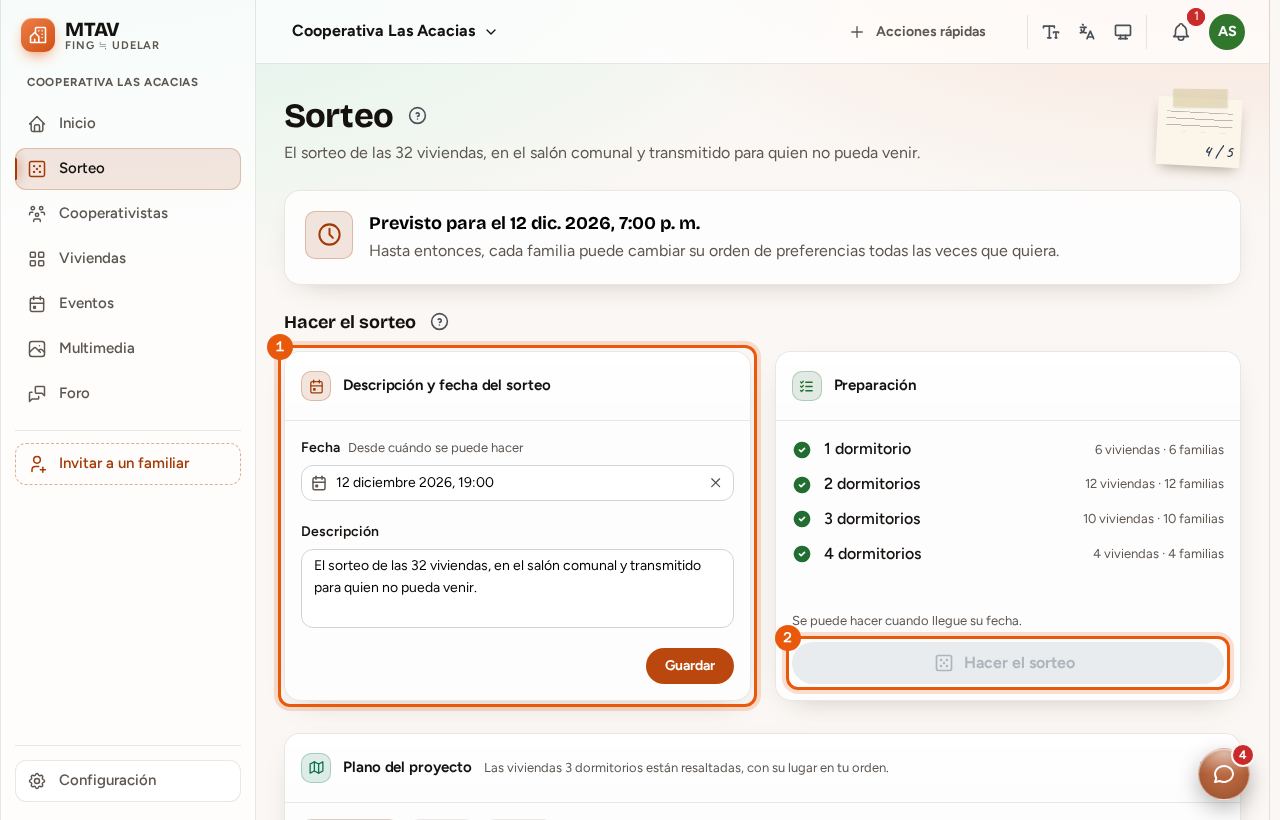 MTAV
FING ≒ UDELAR
COOPERATIVA LAS ACACIAS
Inicio
Sorteo
Cooperativistas
Viviendas
Eventos
Multimedia
Foro
Invitar a un familiar
Configuración
Cooperativa Las Acacias
Acciones rápidas
1
AS
Sorteo
El sorteo de las 32 viviendas, en el salón comunal y transmitido para quien no pueda venir.
4 / 5
Previsto para el 12 dic. 2026, 7:00 p. m.
Hasta entonces, cada familia puede cambiar su orden de preferencias todas las veces que quiera.
Hacer el sorteo
1
Descripción y fecha del sorteo
Fecha Desde cuándo se puede hacer
12 diciembre 2026, 19:00
Descripción
El sorteo de las 32 viviendas, en el salón comunal y transmitido
para quien no pueda venir.
Guardar
Preparación
1 dormitorio 6 viviendas · 6 familias
2 dormitorios 12 viviendas · 12 familias
3 dormitorios 10 viviendas · 10 familias
4 dormitorios 4 viviendas · 4 familias
Se puede hacer cuando llegue su fecha.
2
Hacer el sorteo
Plano del proyecto Las viviendas 3 dormitorios están resaltadas, con su lugar en tu orden.
4